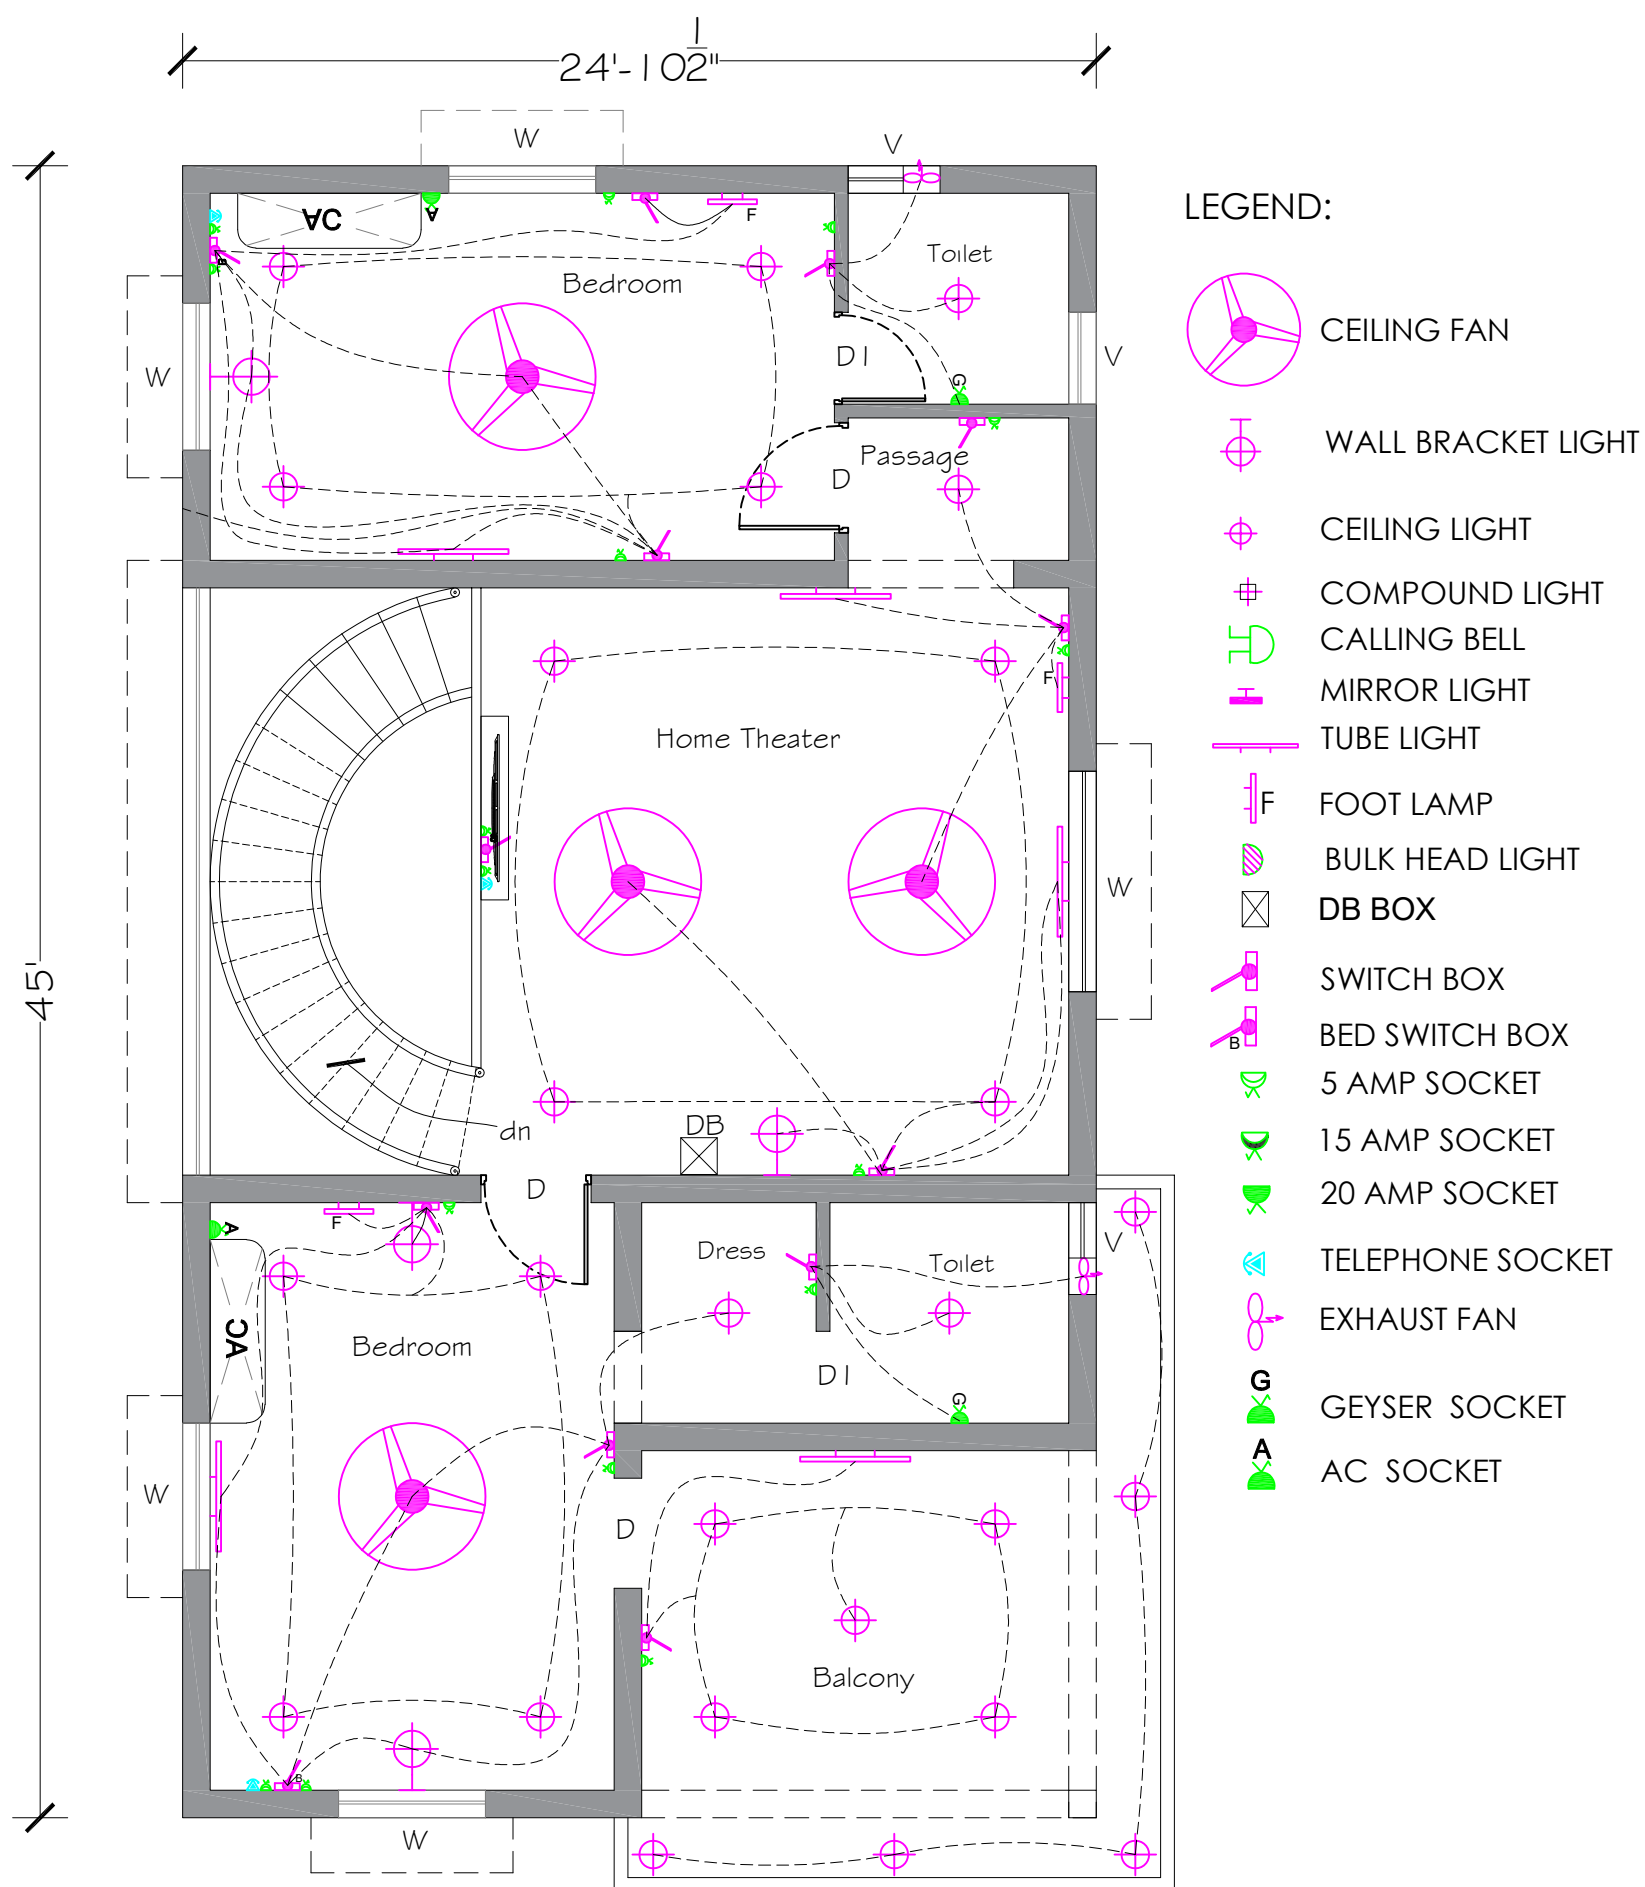 24'-10 1/2"
W
V
LEGEND:
AC
A
F
Toilet
Bedroom
B
CEILING FAN
D1
V
W
G
WALL BRACKET LIGHT
Passage
D
CEILING LIGHT
COMPOUND LIGHT
CALLING BELL
F
MIRROR LIGHT
Home Theater
TUBE LIGHT
F
FOOT LAMP
BULK HEAD LIGHT
W
DB BOX
45'
SWITCH BOX
B
BED SWITCH BOX
5 AMP SOCKET
dn
DB
15 AMP SOCKET
D
20 AMP SOCKET
F
A
Dress
Toilet
V
TELEPHONE SOCKET
AC
Bedroom
EXHAUST FAN
D1
G
G
GEYSER SOCKET
A
AC SOCKET
W
D
Balcony
B
W